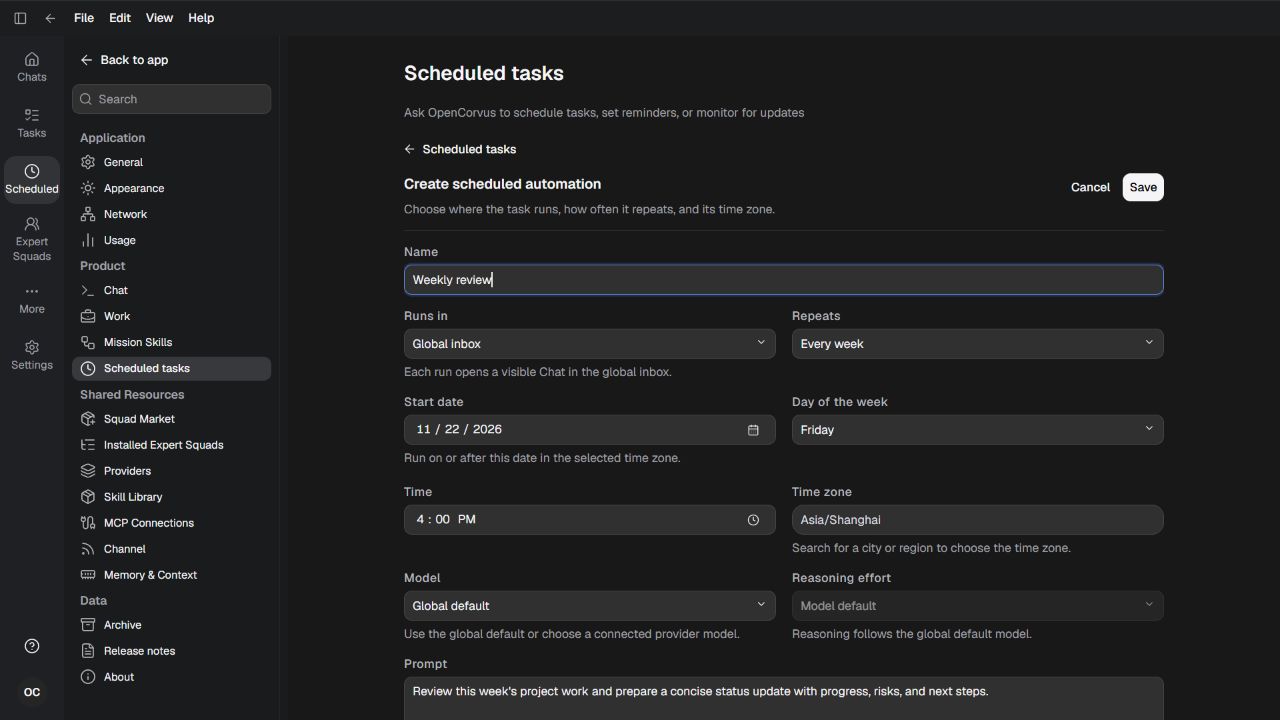 File Edit View Help
Chats
Tasks
Scheduled
Expert
Squads
More
Settings
OC
Back to app
Search
Application
General
Appearance
Network
Usage
Product
Chat
Work
Mission Skills
Scheduled tasks
Shared Resources
Squad Market
Installed Expert Squads
Providers
Skill Library
MCP Connections
Channel
Memory & Context
Data
Archive
Release notes
About
Scheduled tasks
Ask OpenCorvus to schedule tasks, set reminders, or monitor for updates
Scheduled tasks
Create scheduled automation
Choose where the task runs, how often it repeats, and its time zone.
Cancel Save
Name
Weekly review
Runs in
Global inbox
Each run opens a visible Chat in the global inbox.
Repeats
Every week
Start date
11 / 22 / 2026
Run on or after this date in the selected time zone.
Day of the week
Friday
Time
4 : 00 PM
Time zone
Asia/Shanghai
Search for a city or region to choose the time zone.
Model
Global default
Use the global default or choose a connected provider model.
Reasoning effort
Model default
Reasoning follows the global default model.
Prompt
Review this week's project work and prepare a concise status update with progress, risks, and next steps.